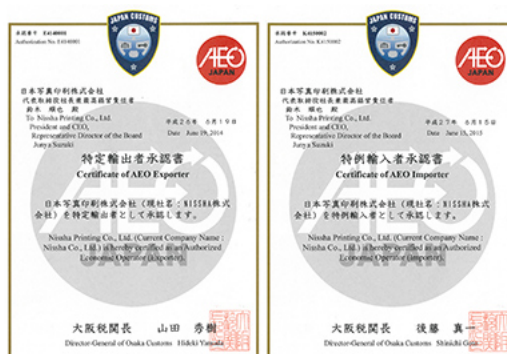 JAPAN CUSTOMS
承認番号 E4140001
Authorization No. E4140001
AEO
JAPAN
日本写真印刷株式会社
代表取締役社長兼最高経営責任者
鈴木 順也 殿
平成26年 6月19日
To Nissha Printing Co., Ltd.
Date June 19, 2014
President and CEO,
Representative Director of the Board
Junya Suzuki
特定輸出者承認書
Certificate of AEO Exporter
日本写真印刷株式会社（現社名：NISSHA株式
会社）を特定輸出者として承認します。
Nissha Printing Co., Ltd. (Current Company Name :
Nissha Co., Ltd.) is hereby certified as an Authorized
Economic Operator (Exporter).
JAPAN
大阪税関長 山田 秀樹
Director-General of Osaka Customs Hideki Yamada
JAPAN CUSTOMS
承認番号 K4150002
Authorization No. K4150002
AEO
JAPAN
日本写真印刷株式会社
代表取締役社長兼最高経営責任者
鈴木 順也 殿
平成27年 6月15日
To Nissha Printing Co., Ltd.
Date June 15, 2015
President and CEO,
Representative Director of the Board
Junya Suzuki
特例輸入者承認書
Certificate of AEO Importer
日本写真印刷株式会社（現社名：NISSHA株式
会社）を特例輸入者として承認します。
Nissha Printing Co., Ltd. (Current Company Name :
Nissha Co., Ltd.) is hereby certified as an Authorized
Economic Operator (Importer).
JAPAN
大阪税関長 後藤 真一
Director-General of Osaka Customs Shinichi Goto